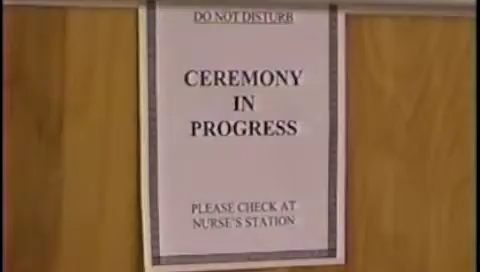 DO NOT DISTURB
CEREMONY
IN
PROGRESS
PLEASE CHECK AT
NURSE'S STATION